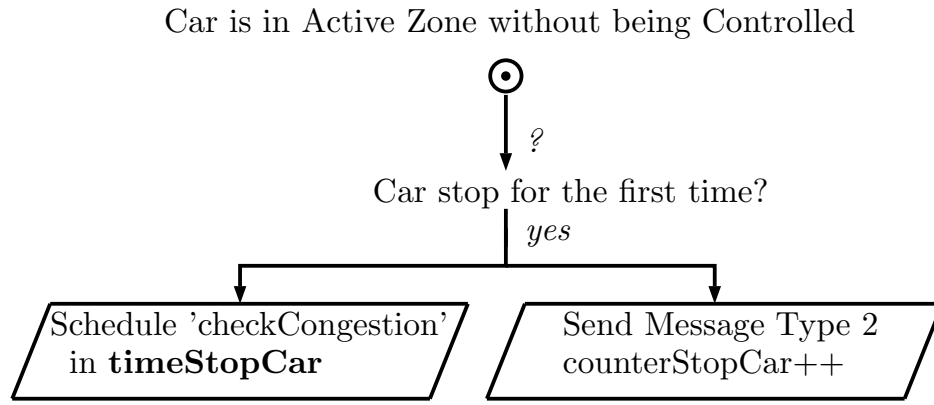 Car is in Active Zone without being Controlled
?
Car stop for the first time?
yes
Schedule 'checkCongestion'
in timeStopCar
Send Message Type 2
counterStopCar++